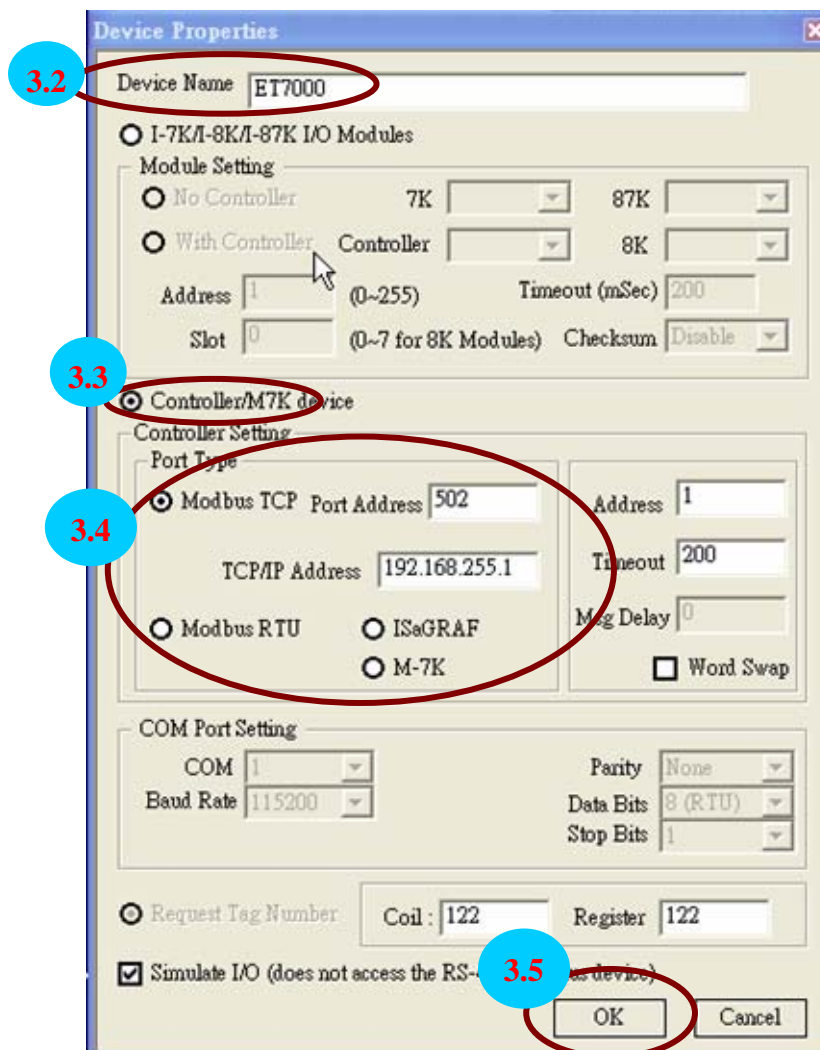 Device Properties
3.2
Device Name ET7000
I-7K/I-8K/I-87K I/O Modules
Module Setting
No Controller 7K 87K
With Controller Controller 8K
Address 1 (0~255) Timeout (mSec) 200
Slot 0 (0~7 for 8K Modules) Checksum Disable
3.3
Controller/M7K device
Controller Setting
Port Type
Modbus TCP Port Address 502 Address 1
3.4
TCP/IP Address 192.168.255.1 Timeout 200
Modbus RTU ISaGRAF Msg Delay 0
M-7K Word Swap
COM Port Setting
COM 1 Parity None
Baud Rate 115200 Data Bits 8 (RTU)
Stop Bits 1
Request Tag Number Coil : 122 Register 122
Simulate I/O (does not access the RS- device)
3.5
OK Cancel